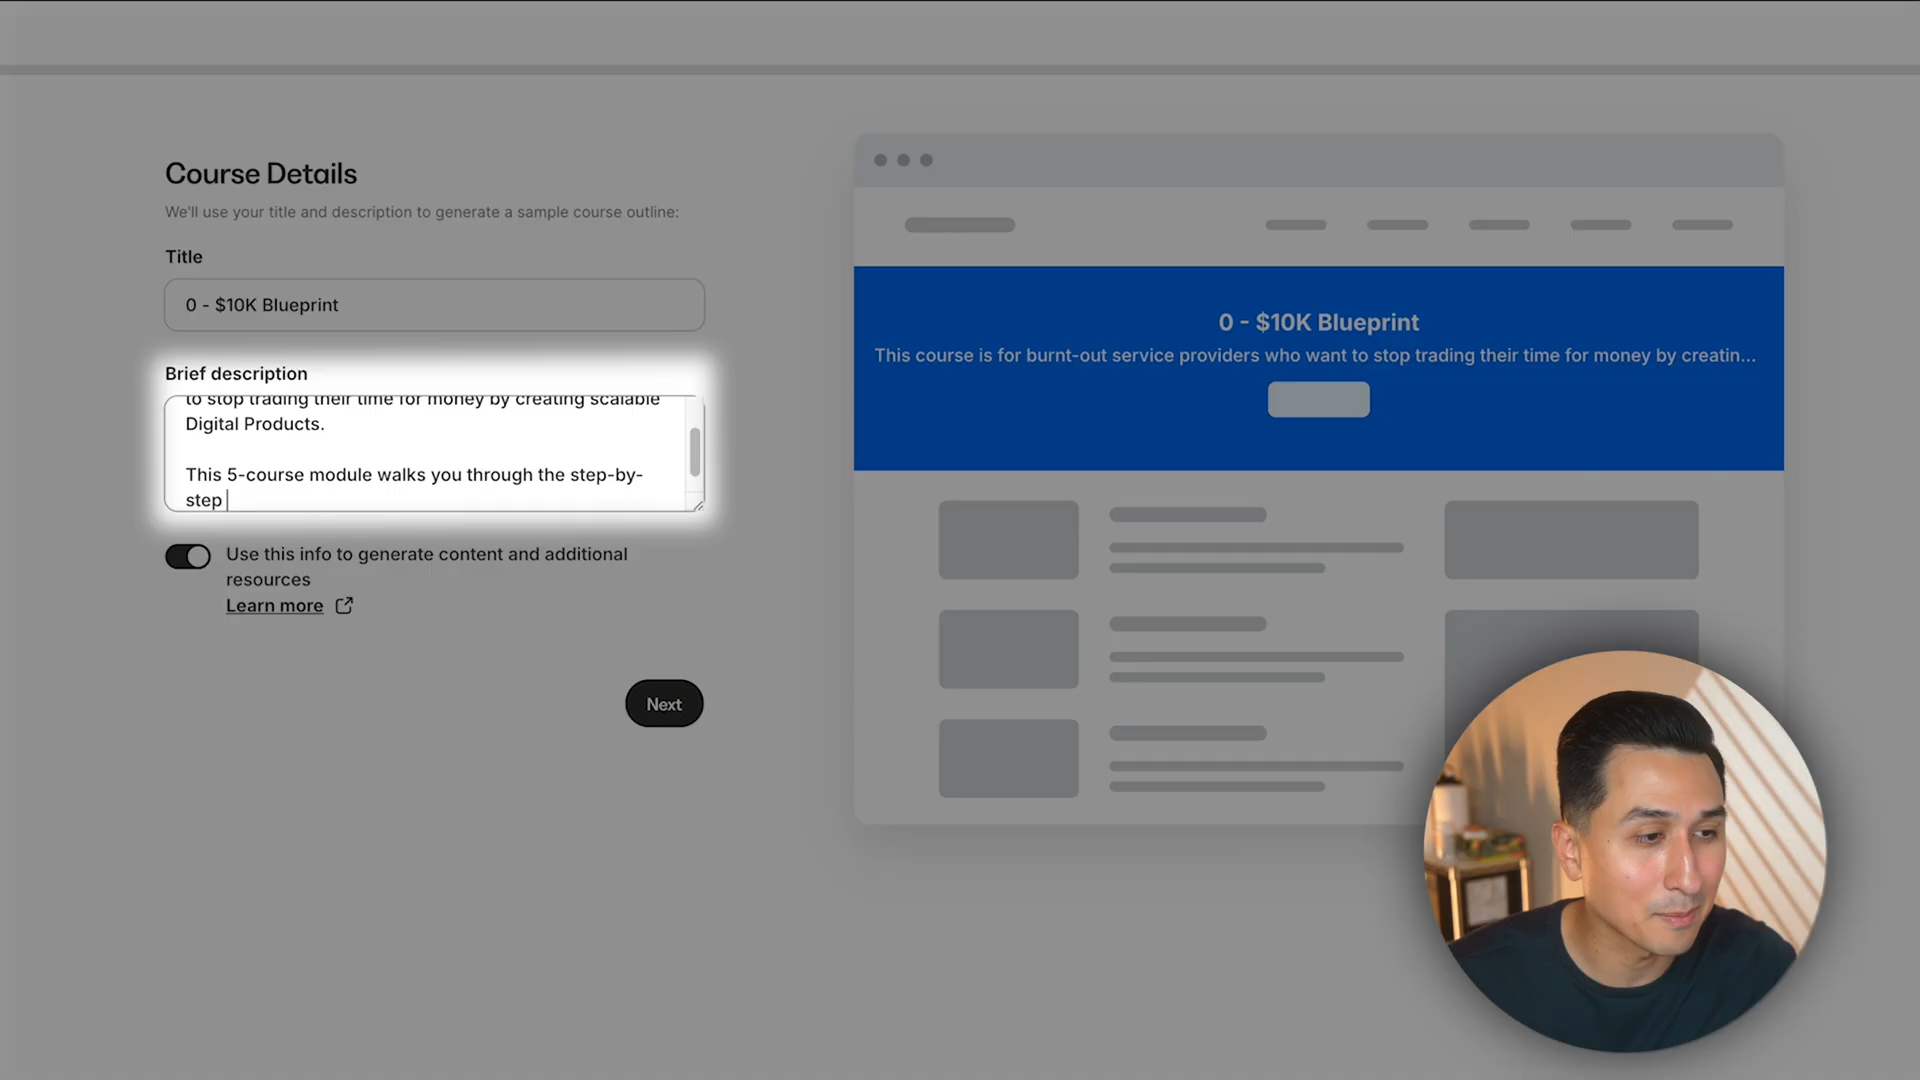 Course Details
We'll use your title and description to generate a sample course outline:
Title
0 - $10K Blueprint
Brief description
to stop trading their time for money by creating scalable
Digital Products.
This 5-course module walks you through the step-by-
step
Use this info to generate content and additional
resources
Learn more
Next
0 - $10K Blueprint
This course is for burnt-out service providers who want to stop trading their time for money by creatin...